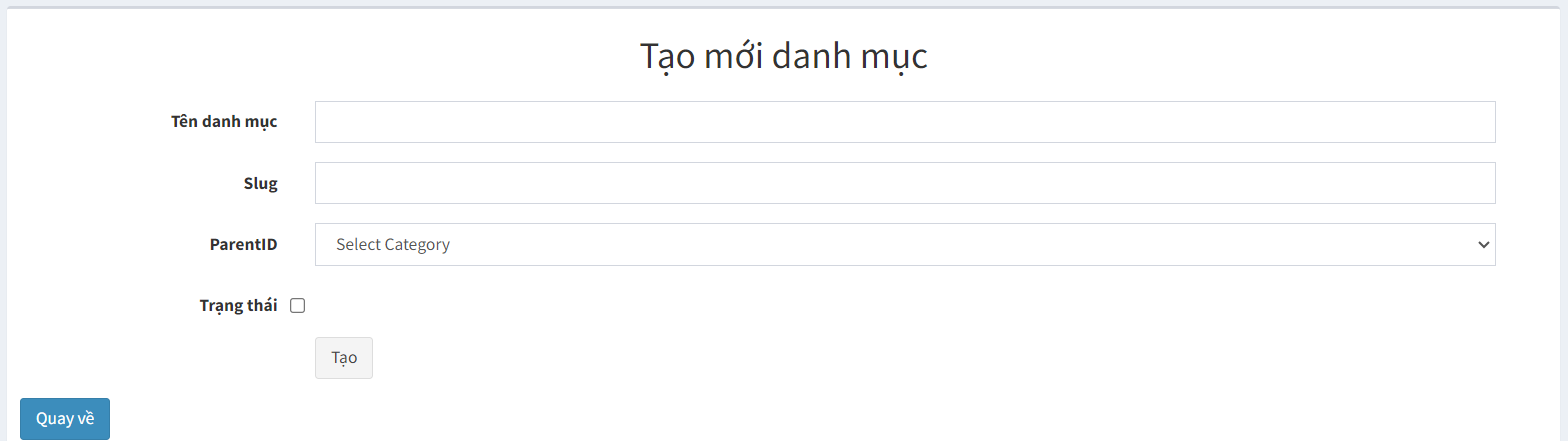 Tạo mới danh mục
Tên danh mục
Slug
ParentID
Select Category
Trạng thái
Tạo
Quay về